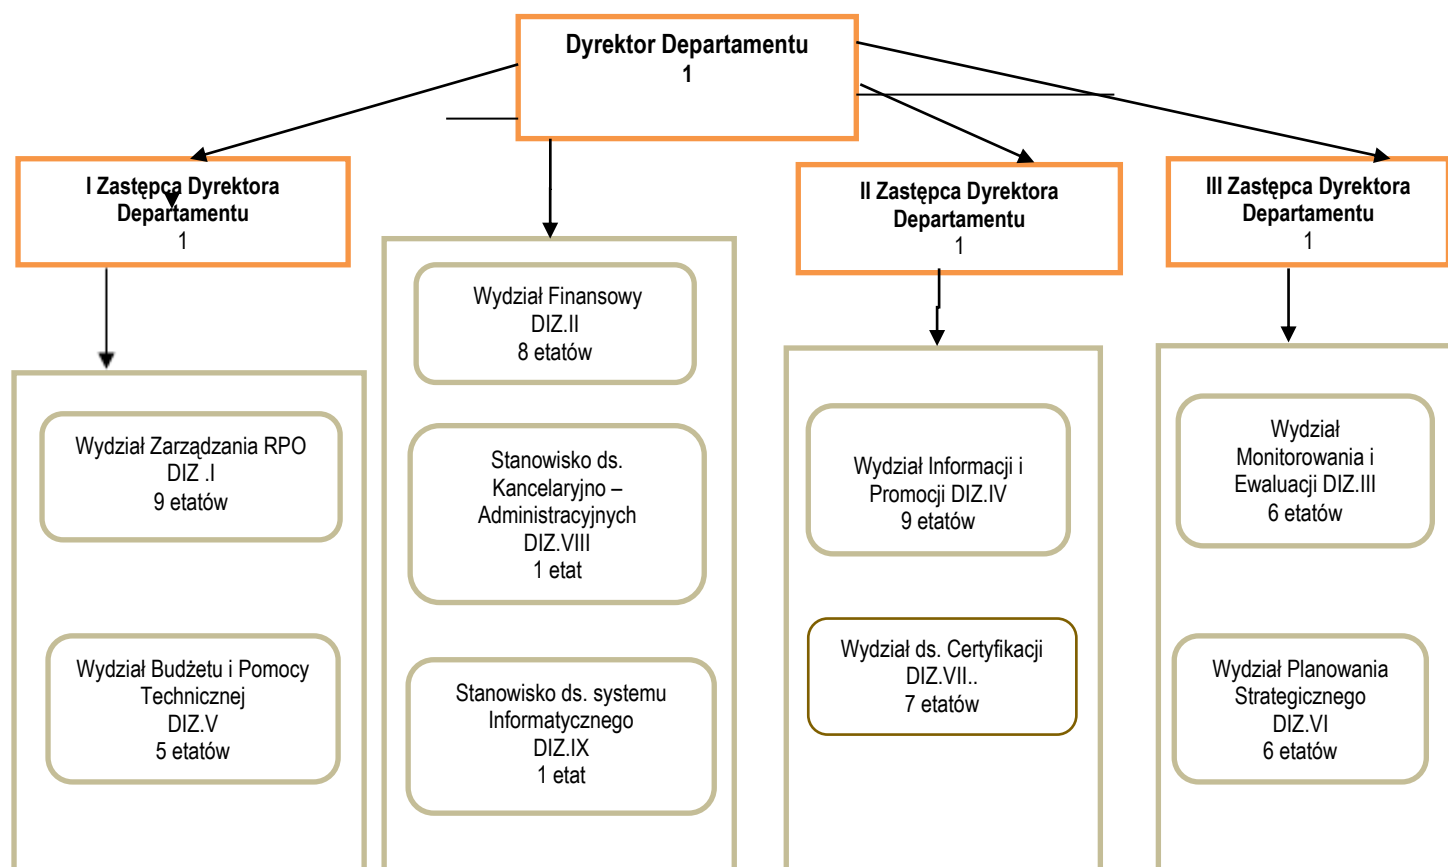 Dyrektor Departamentu
1
I Zastępca Dyrektora
Departamentu
1
II Zastępca Dyrektora
Departamentu
1
III Zastępca Dyrektora
Departamentu
1
Wydział Zarządzania RPO
DIZ .I
9 etatów
Wydział Budżetu i Pomocy
Technicznej
DIZ.V
5 etatów
Wydział Finansowy
DIZ.II
8 etatów
Stanowisko ds.
Kancelaryjno –
Administracyjnych
DIZ.VIII
1 etat
Stanowisko ds. systemu
Informatycznego
DIZ.IX
1 etat
Wydział Informacji i
Promocji DIZ.IV
9 etatów
Wydział ds. Certyfikacji
DIZ.VII..
7 etatów
Wydział
Monitorowania i
Ewaluacji DIZ.III
6 etatów
Wydział Planowania
Strategicznego
DIZ.VI
6 etatów